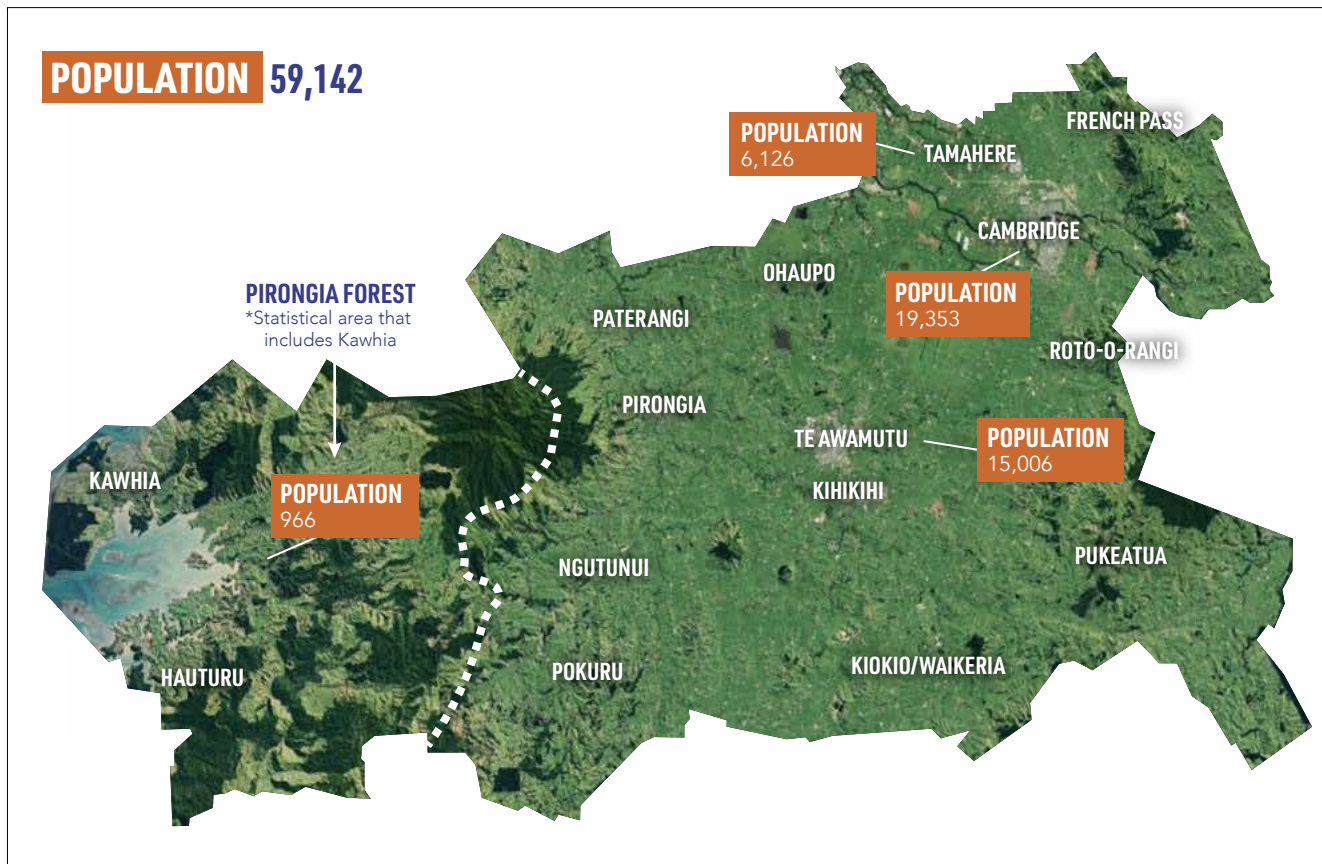 POPULATION 59,142
POPULATION
6,126
FRENCH PASS
TAMAHERE
CAMBRIDGE
OHAUPO
POPULATION
19,353
PIRONGIA FOREST
*Statistical area that
includes Kawhia
PATERANGI
ROTO-O-RANGI
PIRONGIA
TE AWAMUTU
POPULATION
15,006
KAWHIA
POPULATION
966
KIHIKIHI
NGUTUNUI
PUKEATUA
HAUTURU
POKURU
KIOKIO/WAIKERIA